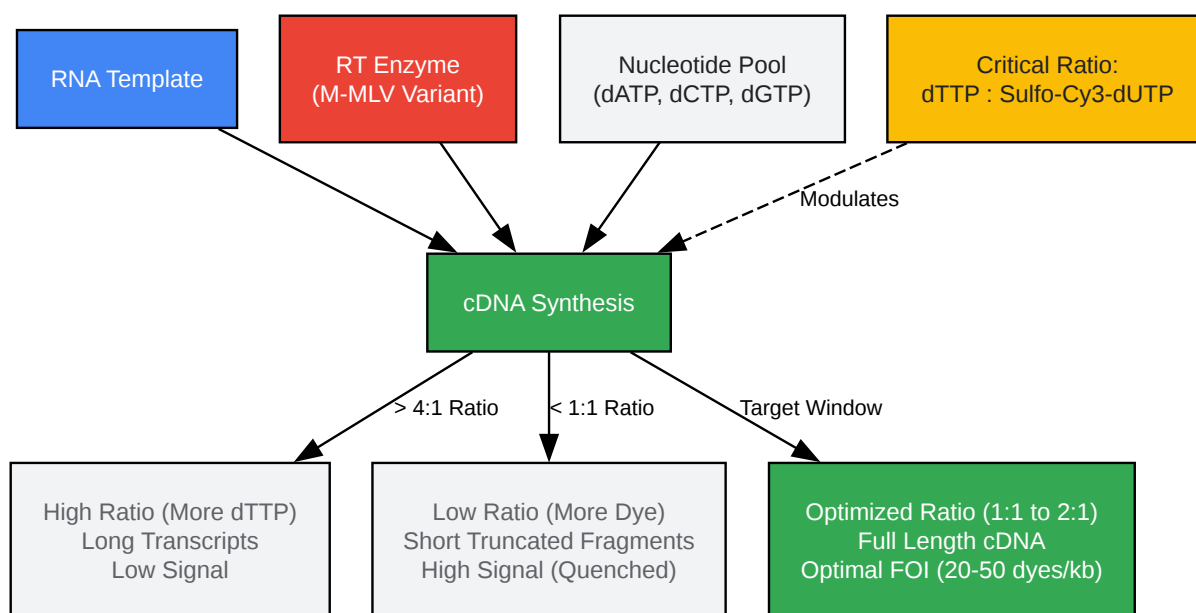 RNA Template
RT Enzyme
(M-MLV Variant)
Nucleotide Pool
(dATP, dCTP, dGTP)
Critical Ratio:
dTTP : Sulfo-Cy3-dUTP
Modulates
cDNA Synthesis
> 4:1 Ratio
< 1:1 Ratio
Target Window
High Ratio (More dTTP)
Long Transcripts
Low Signal
Low Ratio (More Dye)
Short Truncated Fragments
High Signal (Quenched)
Optimized Ratio (1:1 to 2:1)
Full Length cDNA
Optimal FOI (20-50 dyes/kb)